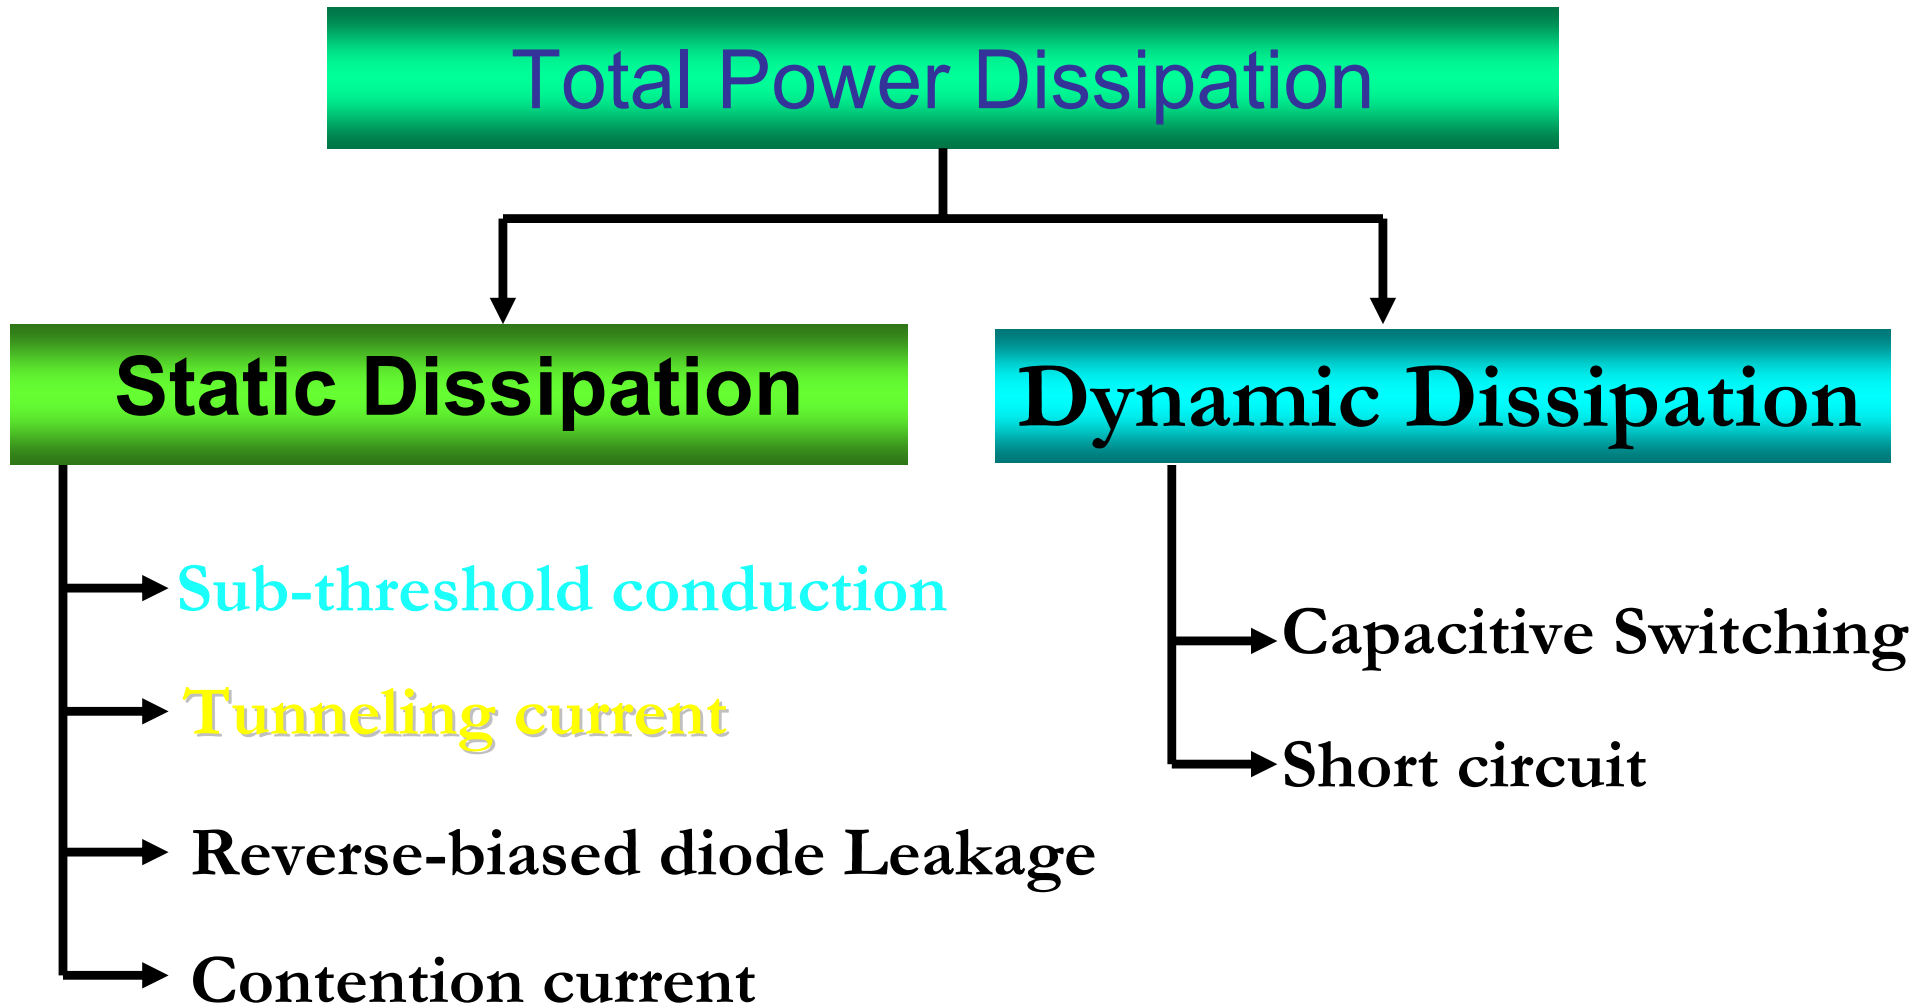 Total Power Dissipation
Static Dissipation
Dynamic Dissipation
Sub-threshold conduction
Tunneling current
Reverse-biased diode Leakage
Contention current
Capacitive Switching
Short circuit